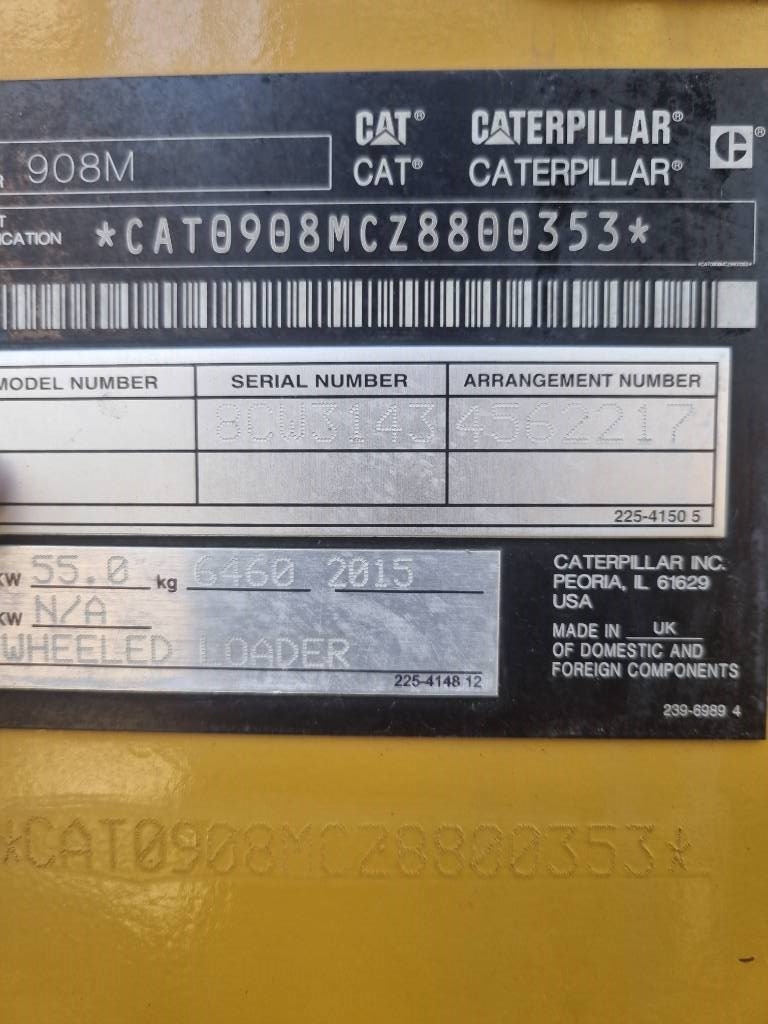 CAT® CATERPILLAR®
908M CAT® CATERPILLAR®
*CAT0908MCZ8800353*
MODEL NUMBER SERIAL NUMBER ARRANGEMENT NUMBER
8CW3143 4562217
225-4150 5
KW 55.0 kg 6460 2015
KW N/A
WHEELED LOADER
225-4148 12
CATERPILLAR INC.
PEORIA, IL 61629
USA
MADE IN UK
OF DOMESTIC AND
FOREIGN COMPONENTS
239-6989 4
*CAT0908MCZ8800353*